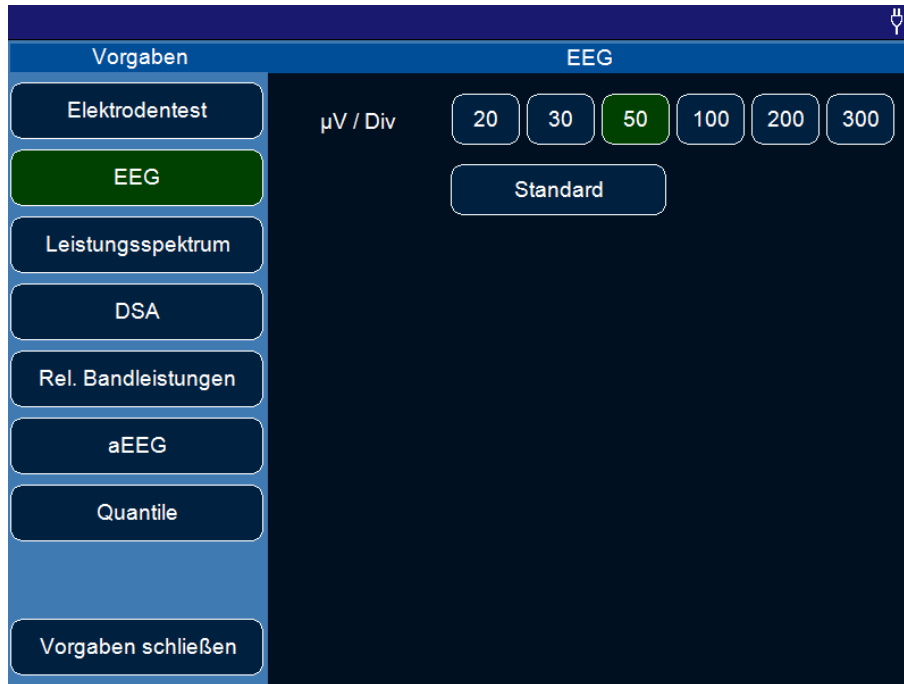 Vorgaben
EEG
Elektrodentest
EEG
Leistungsspektrum
DSA
Rel. Bandleistungen
aEEG
Quantile
Vorgaben schließen
µV / Div
20 30 50 100 200 300
Standard